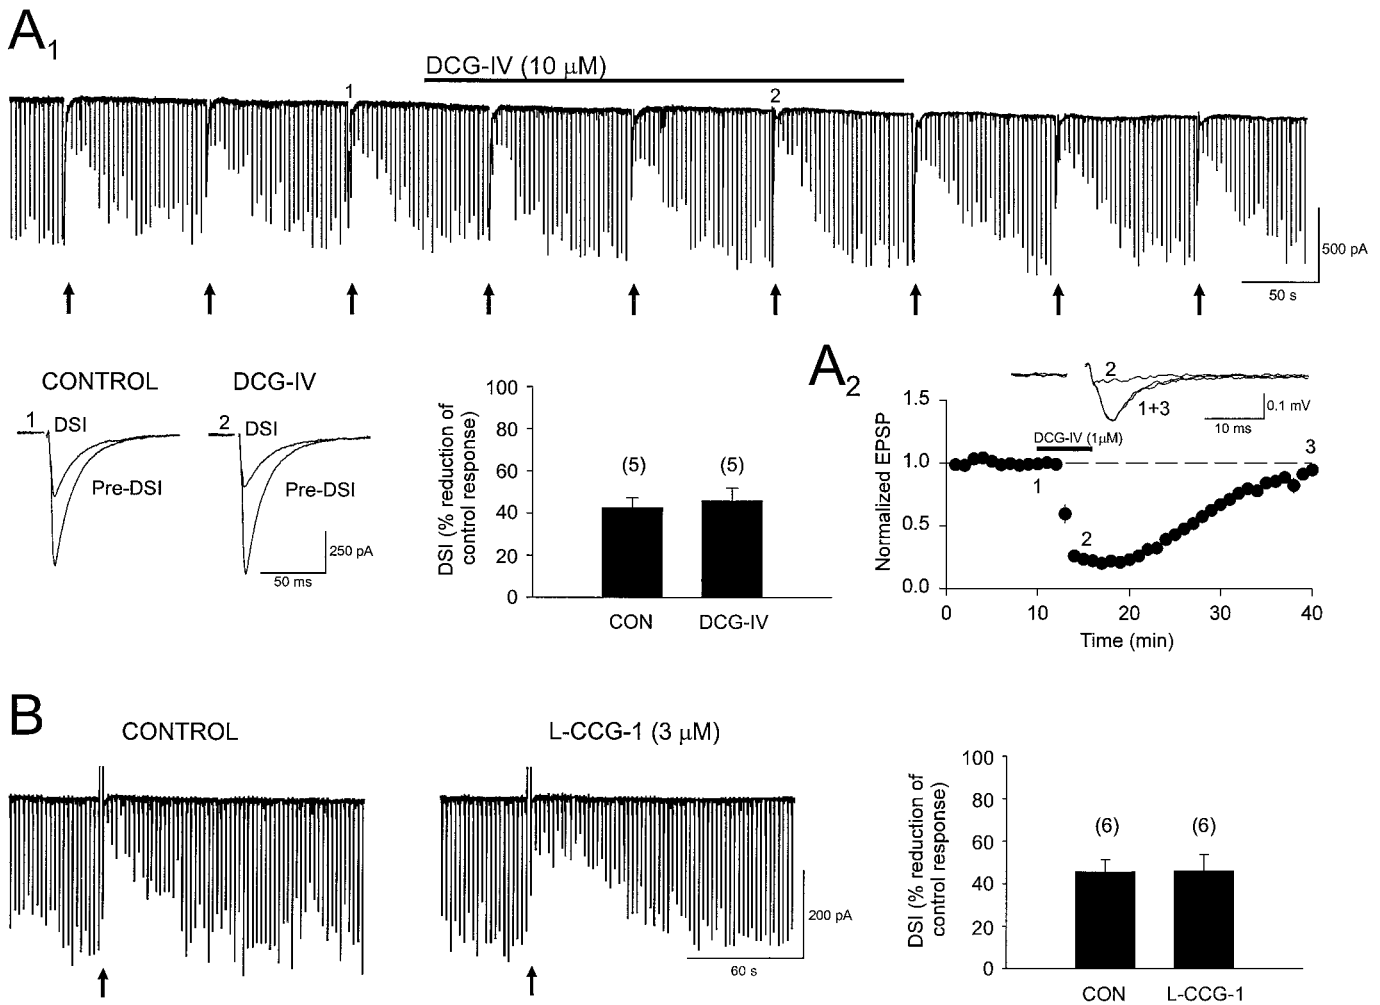 A1
DCG-IV (10 µM)
1
2
500 pA
50 s
CONTROL
DCG-IV
1
DSI
Pre-DSI
2
DSI
Pre-DSI
250 pA
50 ms
DSI (% reduction of
control response)
100
80
60
40
20
0
(5)
(5)
CON
DCG-IV
A2
2
1+3
0.1 mV
10 ms
DCG-IV (1µM)
Normalized EPSP
1.5
1.0
0.5
0.0
1
2
3
0
10
20
30
40
Time (min)
B
CONTROL
L-CCG-1 (3 µM)
200 pA
60 s
DSI (% reduction of
control response)
100
80
60
40
20
0
(6)
(6)
CON
L-CCG-1